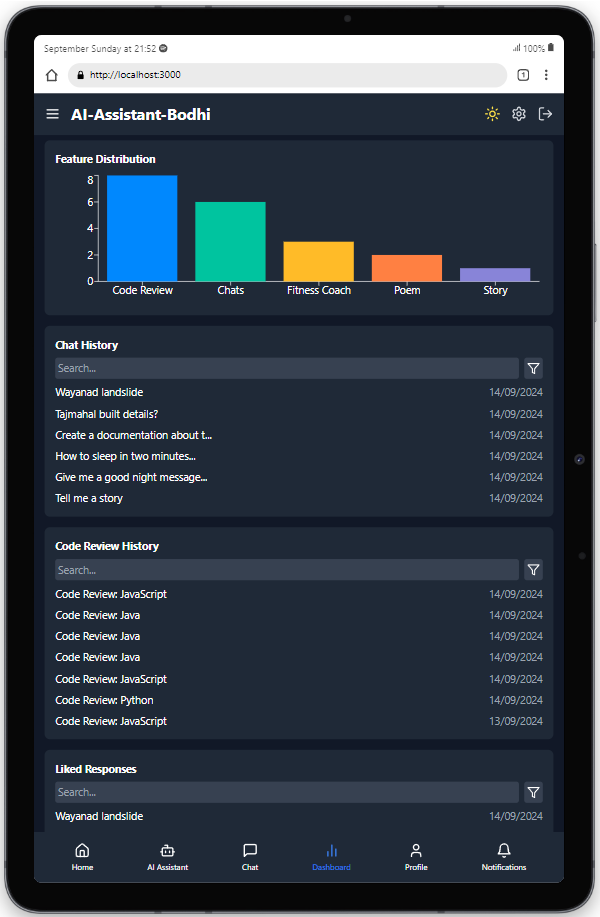 September Sunday at 21:52
100%
http://localhost:3000
1
AI-Assistant-Bodhi
Feature Distribution
8
6
4
2
0
Code Review Chats Fitness Coach Poem Story
Chat History
Search...
Wayanad landslide 14/09/2024
Tajmahal built details? 14/09/2024
Create a documentation about t... 14/09/2024
How to sleep in two minutes... 14/09/2024
Give me a good night message... 14/09/2024
Tell me a story 14/09/2024
Code Review History
Search...
Code Review: JavaScript 14/09/2024
Code Review: Java 14/09/2024
Code Review: Java 14/09/2024
Code Review: Java 14/09/2024
Code Review: JavaScript 14/09/2024
Code Review: Python 14/09/2024
Code Review: JavaScript 13/09/2024
Liked Responses
Search...
Wayanad landslide 14/09/2024
Home AI Assistant Chat Dashboard Profile Notifications